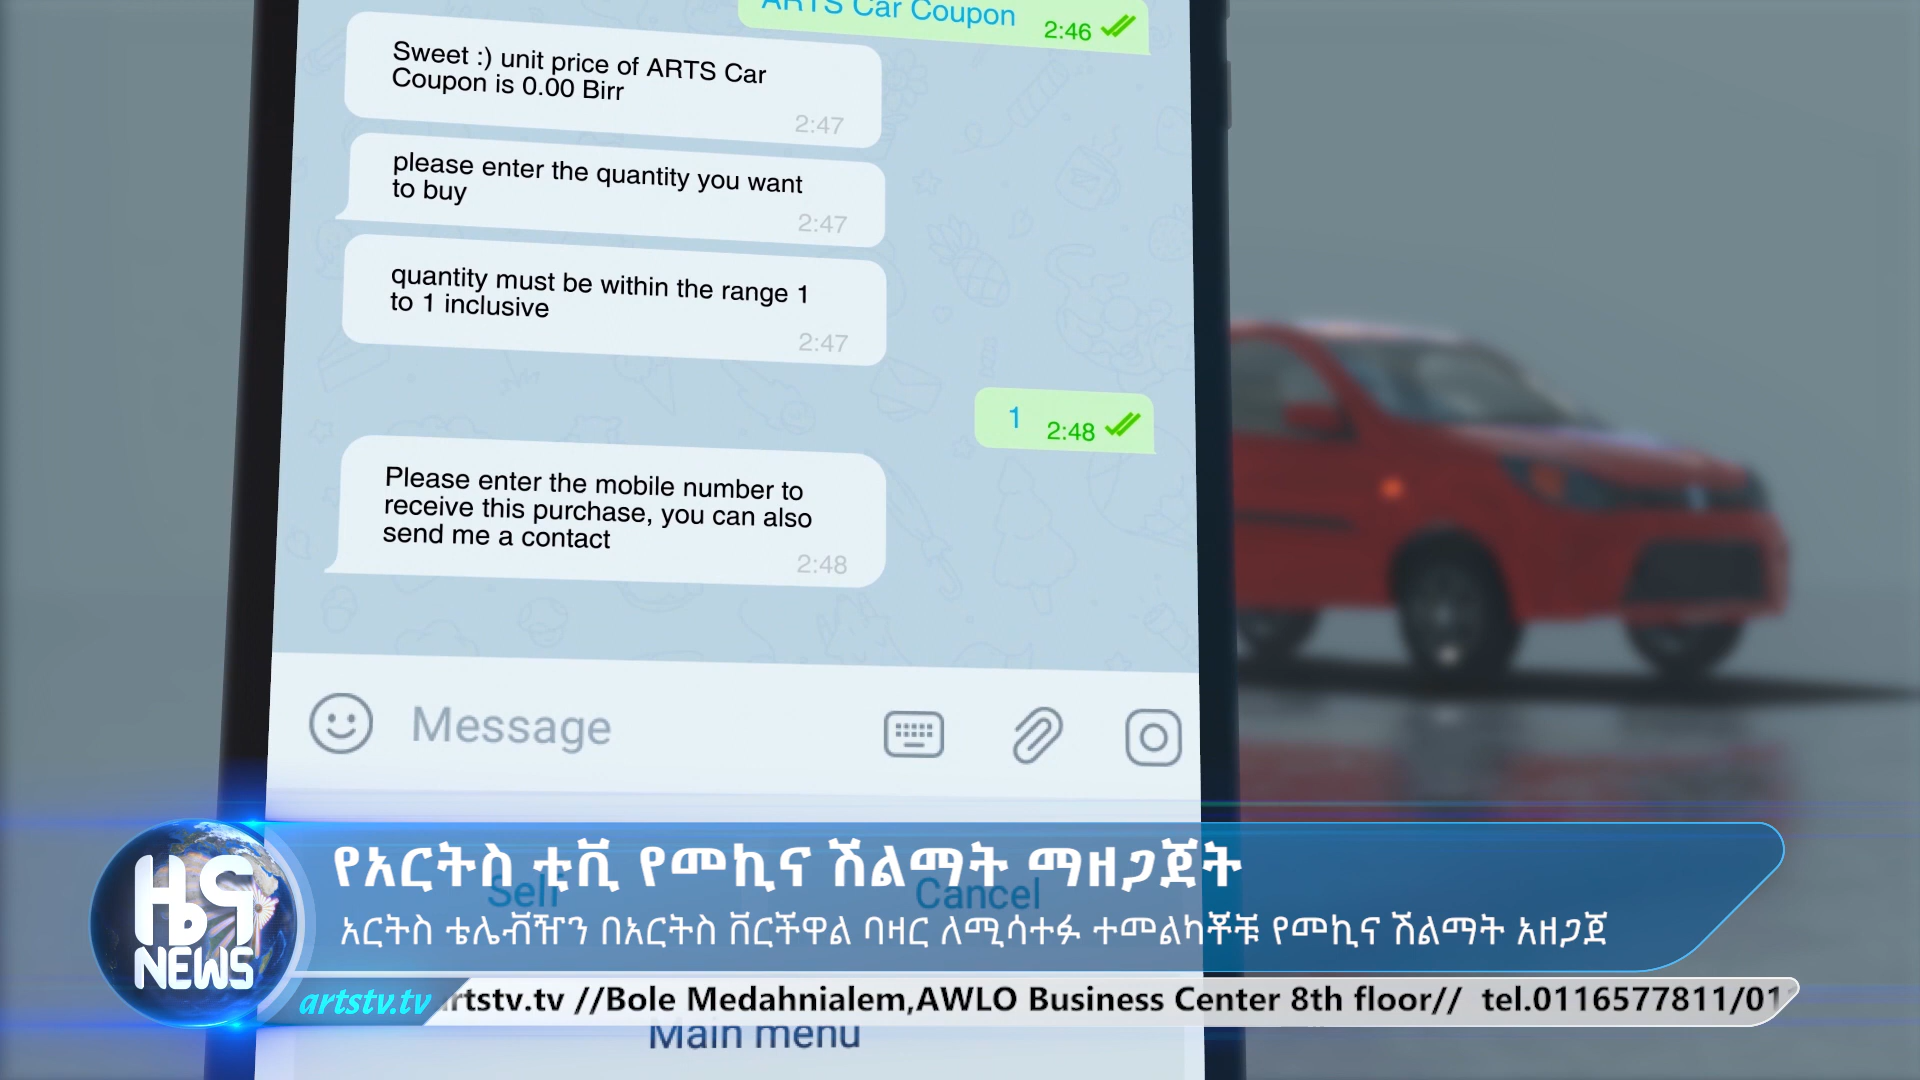 ARTS Car Coupon
2:46
Sweet :) unit price of ARTS Car
Coupon is 0.00 Birr
2:47
please enter the quantity you want
to buy
2:47
quantity must be within the range 1
to 1 inclusive
2:47
1
2:48
Please enter the mobile number to
receive this purchase, you can also
send me a contact
2:48
Message
Self
Cancel
የአርትስ ቲቪ የመኪና ሽልማት ማዘጋጀት
አርትስ ቴሌቭዥን በአርትስ ቨርችዋል ባዛር ለሚሳተፉ ተመልካቾቹ የመኪና ሽልማት አዘጋጀ
NEWS
artstv.tv
rtstv.tv //Bole Medahnialem,AWLO Business Center 8th floor// tel.0116577811/01
Main menu